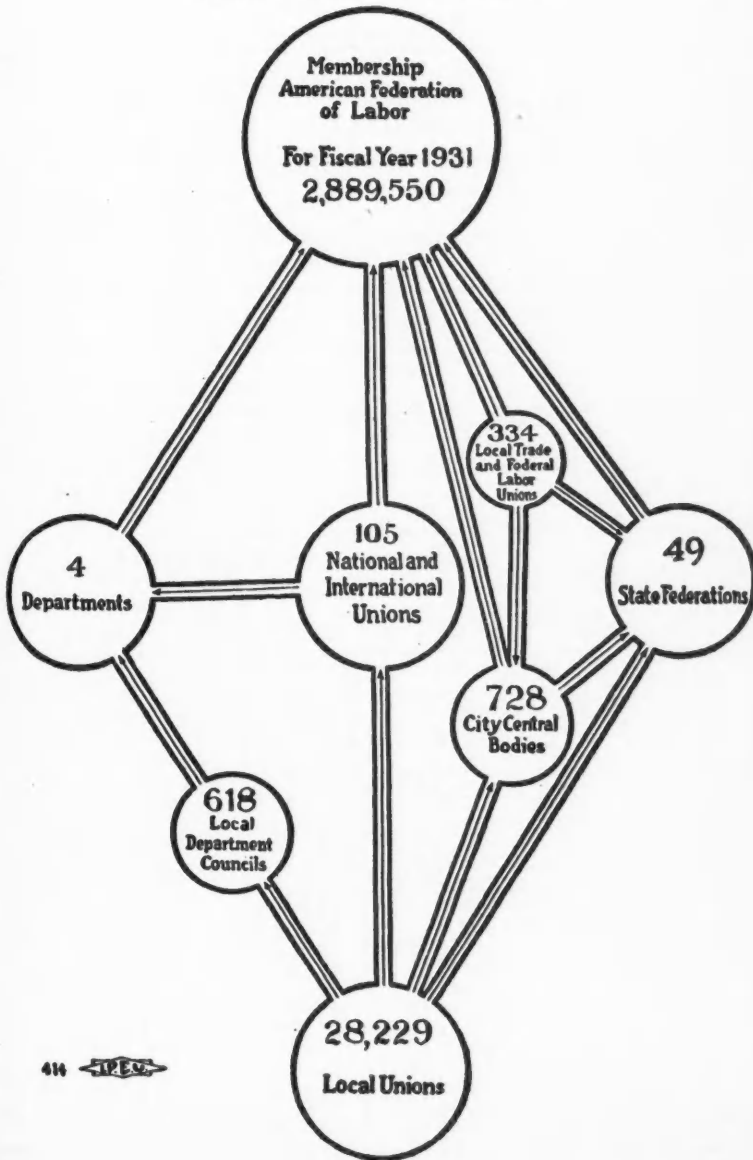 Membership
American Federation
of Labor
For Fiscal Year 1931
2,889,550
334
Local Trade
and Federal
Labor
Unions
4
Departments
105
National and
International
Unions
49
State Federations
728
City Central
Bodies
618
Local
Department
Councils
28,229
Local Unions
414 I.P.E.U.